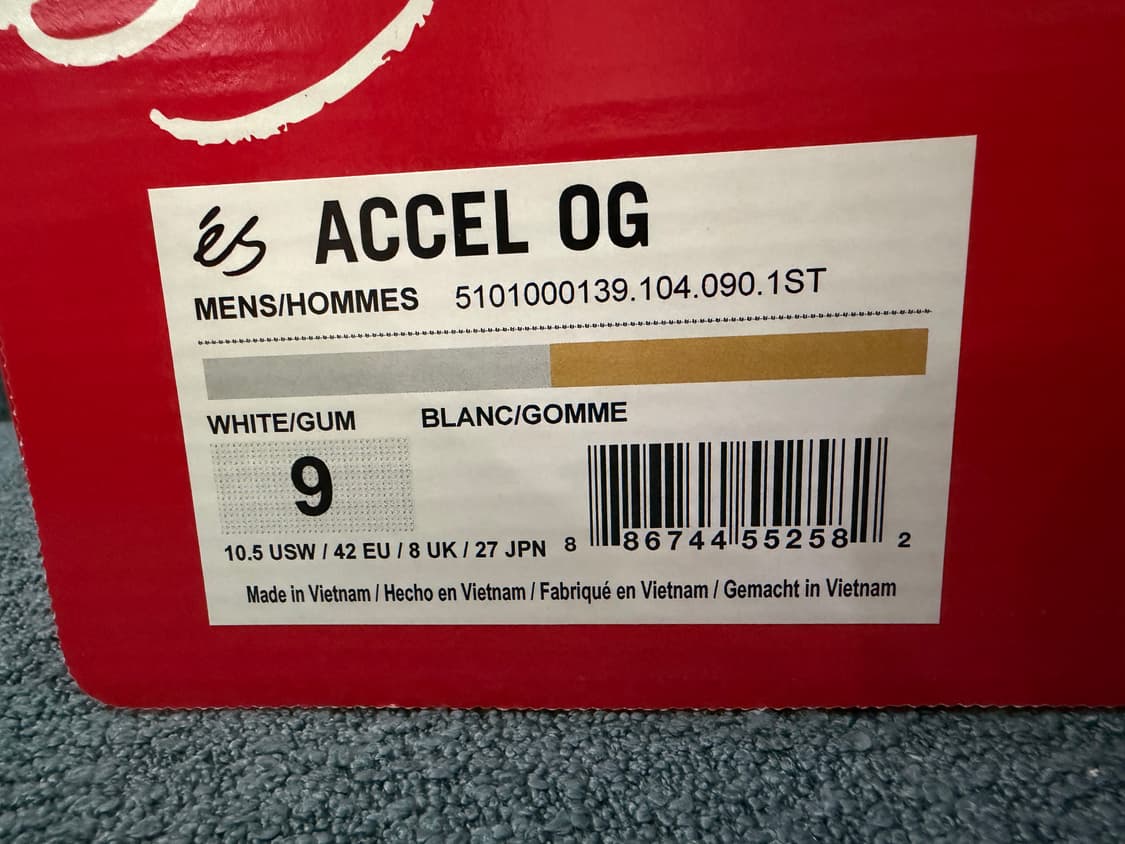 és ACCEL OG
MENS/HOMMES 5101000139.104.090.1ST
WHITE/GUM BLANC/GOMME
9
10.5 USW / 42 EU / 8 UK / 27 JPN 8 86744 55258 2
Made in Vietnam / Hecho en Vietnam / Fabriqué en Vietnam / Gemacht in Vietnam